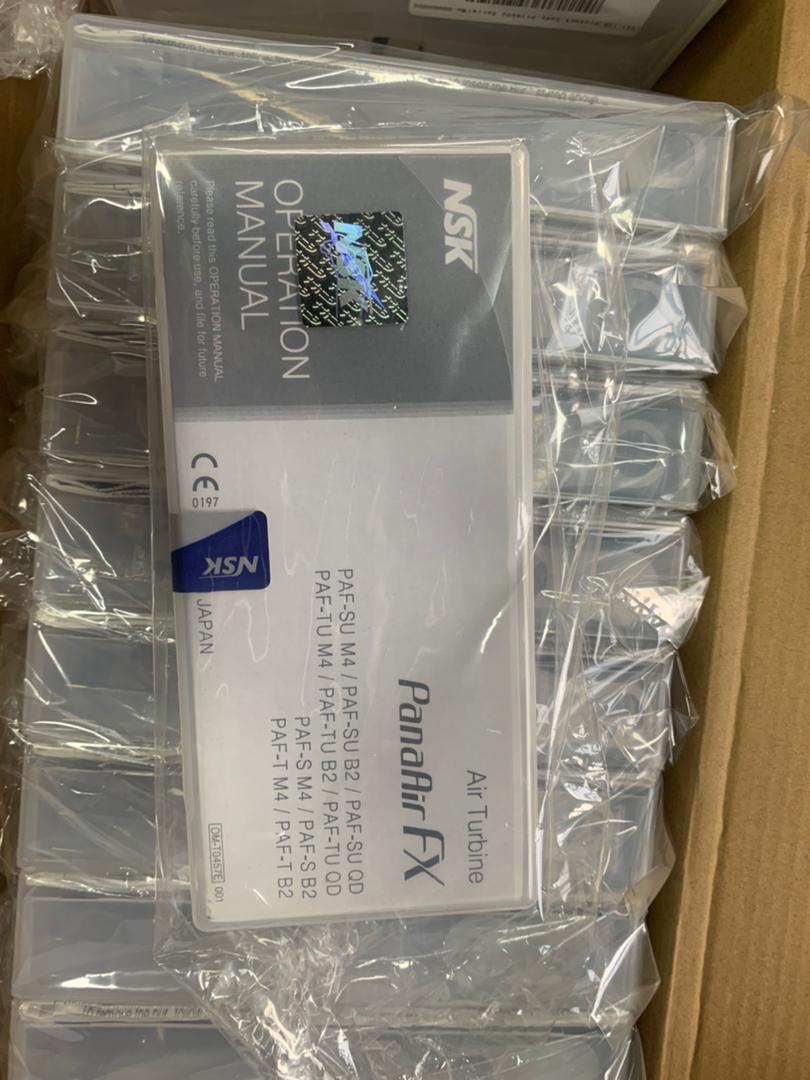 NSK
OPERATION
MANUAL
Please read this OPERATION MANUAL
carefully before use, and file for future
reference.
NSK
CE
0197
NSK
JAPAN
Air Turbine
PanaAir FX
PAF-SU M4 / PAF-SU B2 / PAF-SU QD
PAF-TU M4 / PAF-TU B2 / PAF-TU QD
PAF-S M4 / PAF-S B2
PAF-T M4 / PAF-T B2
OM-T0457E 001